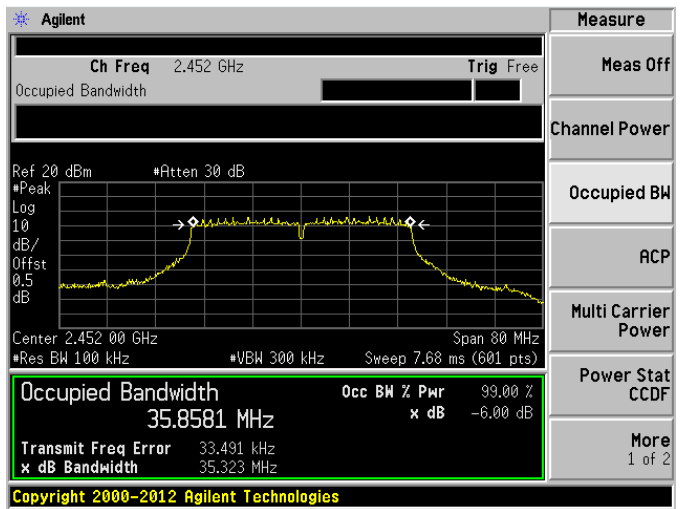 Agilent
Measure
Ch Freq 2.452 GHz Trig Free
Occupied Bandwidth
Meas Off
Channel Power
Occupied BW
ACP
Multi Carrier
Power
Power Stat
CCDF
More
1 of 2
Ref 20 dBm #Atten 30 dB
#Peak
Log
10
dB/
Offst
0.5
dB
Center 2.452 00 GHz Span 80 MHz
#Res BW 100 kHz #VBW 300 kHz Sweep 7.68 ms (601 pts)
Occupied Bandwidth
35.8581 MHz
Occ BW % Pwr 99.00 %
x dB -6.00 dB
Transmit Freq Error 33.491 kHz
x dB Bandwidth 35.323 MHz
Copyright 2000-2012 Agilent Technologies